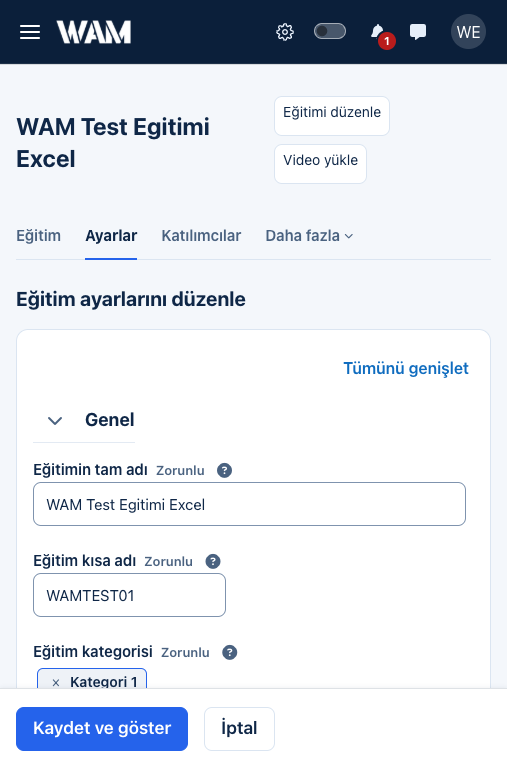 WAM
1
WE
WAM Test Egitimi
Excel
Eğitimi düzenle
Video yükle
Eğitim
Ayarlar
Katılımcılar
Daha fazla
Eğitim ayarlarını düzenle
Tümünü genişlet
Genel
Eğitimin tam adı Zorunlu ?
WAM Test Egitimi Excel
Eğitim kısa adı Zorunlu ?
WAMTEST01
Eğitim kategorisi Zorunlu ?
× Kategori 1
Kaydet ve göster
İptal